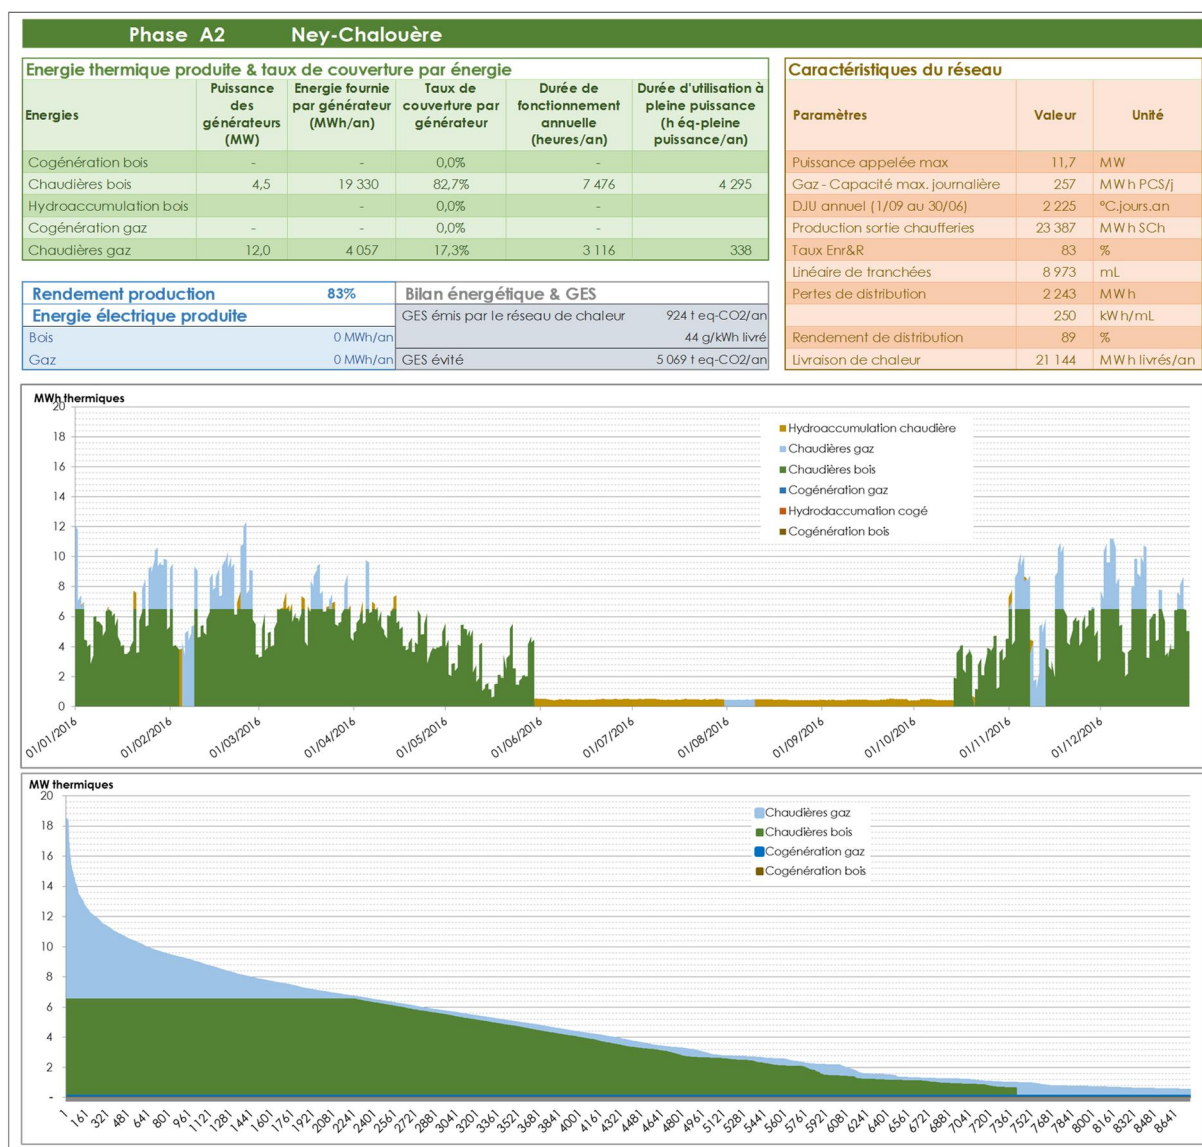 Phase A2 Ney-Chalouère
Energie thermique produite & taux de couverture par énergie
Energies
Puissance des générateurs (MW)
Energie fournie par générateur (MWh/an)
Taux de couverture par générateur
Durée de fonctionnement annuelle (heures/an)
Durée d'utilisation à pleine puissance (h éq-pleine puissance/an)
Cogénération bois - - 0,0% -
Chaudières bois 4,5 19 330 82,7% 7 476 4 295
Hydroaccumulation bois - 0,0% -
Cogénération gaz - - 0,0% -
Chaudières gaz 12,0 4 057 17,3% 3 116 338
Caractéristiques du réseau
Paramètres Valeur Unité
Puissance appelée max 11,7 MW
Gaz - Capacité max. journalière 257 MWh PCS/j
DJU annuel (1/09 au 30/06) 2 225 °C.jours.an
Production sortie chaufferies 23 387 MWh SCh
Taux Enr&R 83 %
Linéaire de tranchées 8 973 mL
Pertes de distribution 2 243 MWh
250 kWh/mL
Rendement de distribution 89 %
Livraison de chaleur 21 144 MWh livrés/an
Rendement production 83%
Energie électrique produite
Bois 0 MWh/an
Gaz 0 MWh/an
Bilan énergétique & GES
GES émis par le réseau de chaleur 924 t eq-CO2/an
44 g/kWh livré
GES évité 5 069 t eq-CO2/an
MWh thermiques
20
18
16
14
12
10
8
6
4
2
0
01/01/2016 01/02/2016 01/03/2016 01/04/2016 01/05/2016 01/06/2016 01/07/2016 01/08/2016 01/09/2016 01/10/2016 01/11/2016 01/12/2016
Hydroaccumulation chaudière
Chaudières gaz
Chaudières bois
Cogénération gaz
Hydrodaccumation cogé
Cogénération bois
MW thermiques
20
18
16
14
12
10
8
6
4
2
-
1 161 321 481 641 801 961 1121 1281 1441 1601 1761 1921 2081 2241 2401 2561 2721 2881 3041 3201 3361 3521 3681 3841 4001 4161 4321 4481 4641 4801 4961 5121 5281 5441 5601 5761 5921 6081 6241 6401 6561 6721 6881 7041 7201 7361 7521 7681 7841 8001 8161 8321 8481 8641
Chaudières gaz
Chaudières bois
Cogénération gaz
Cogénération bois